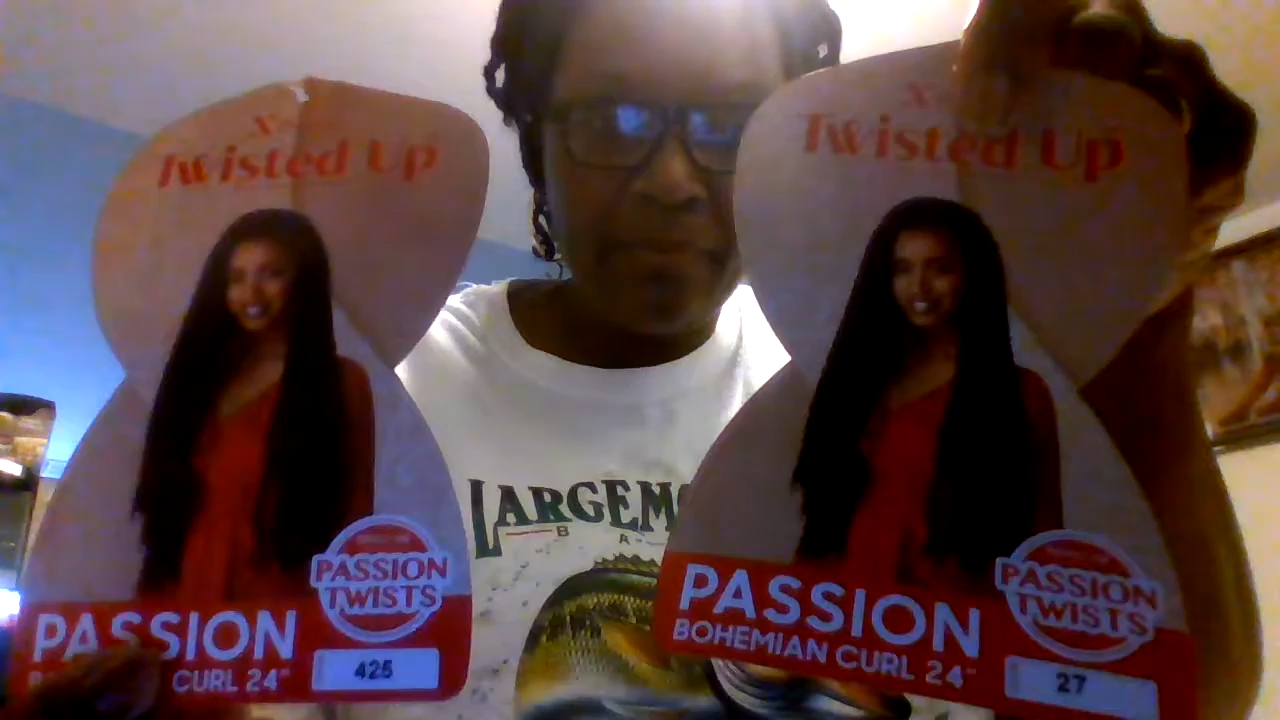 X-
Twisted Up
PASSION
TWISTS
PASSION
CURL 24"
425
LARGEM
B A
X-
Twisted Up
PASSION
TWISTS
PASSION
BOHEMIAN CURL 24"
27